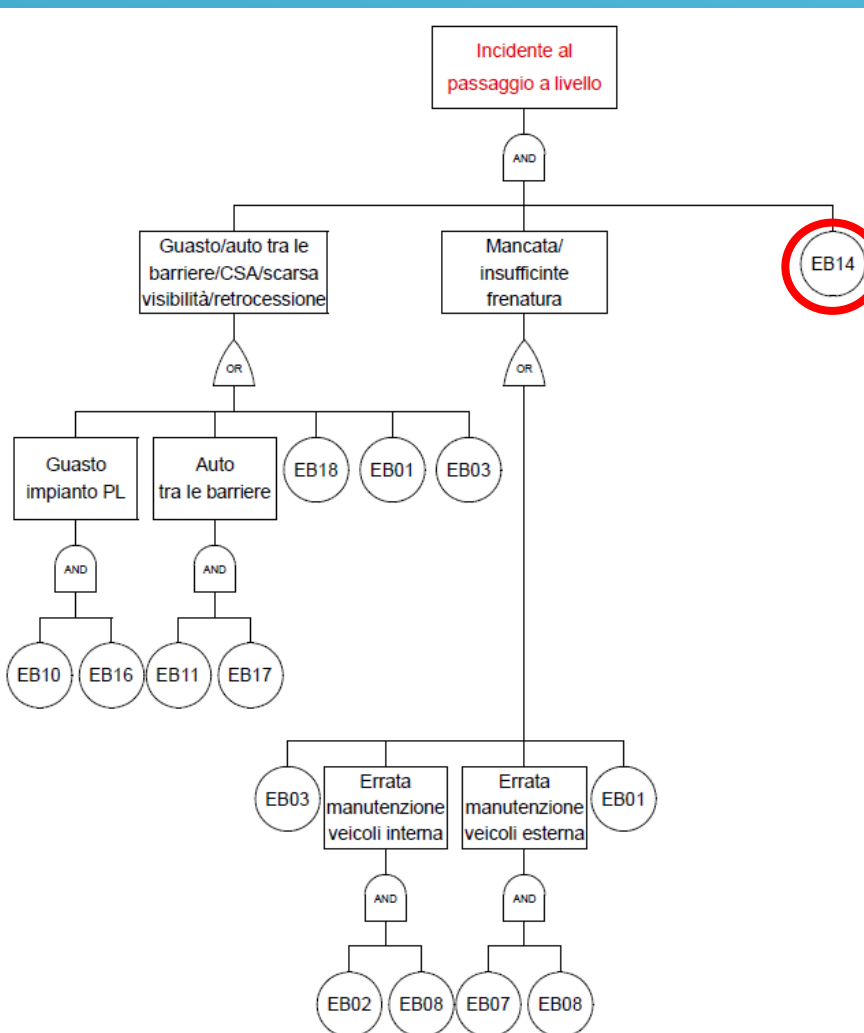 Incidente al
passaggio a livello
AND
Guasto/auto tra le
barriere/CSA/scarsa
visibilità/retrocessione
Mancata/
insufficinte
frenatura
EB14
OR
OR
Guasto
impianto PL
Auto
tra le barriere
EB18
EB01
EB03
AND
AND
EB10
EB16
EB11
EB17
EB03
Errata
manutenzione
veicoli interna
Errata
manutenzione
veicoli esterna
EB01
AND
AND
EB02
EB08
EB07
EB08